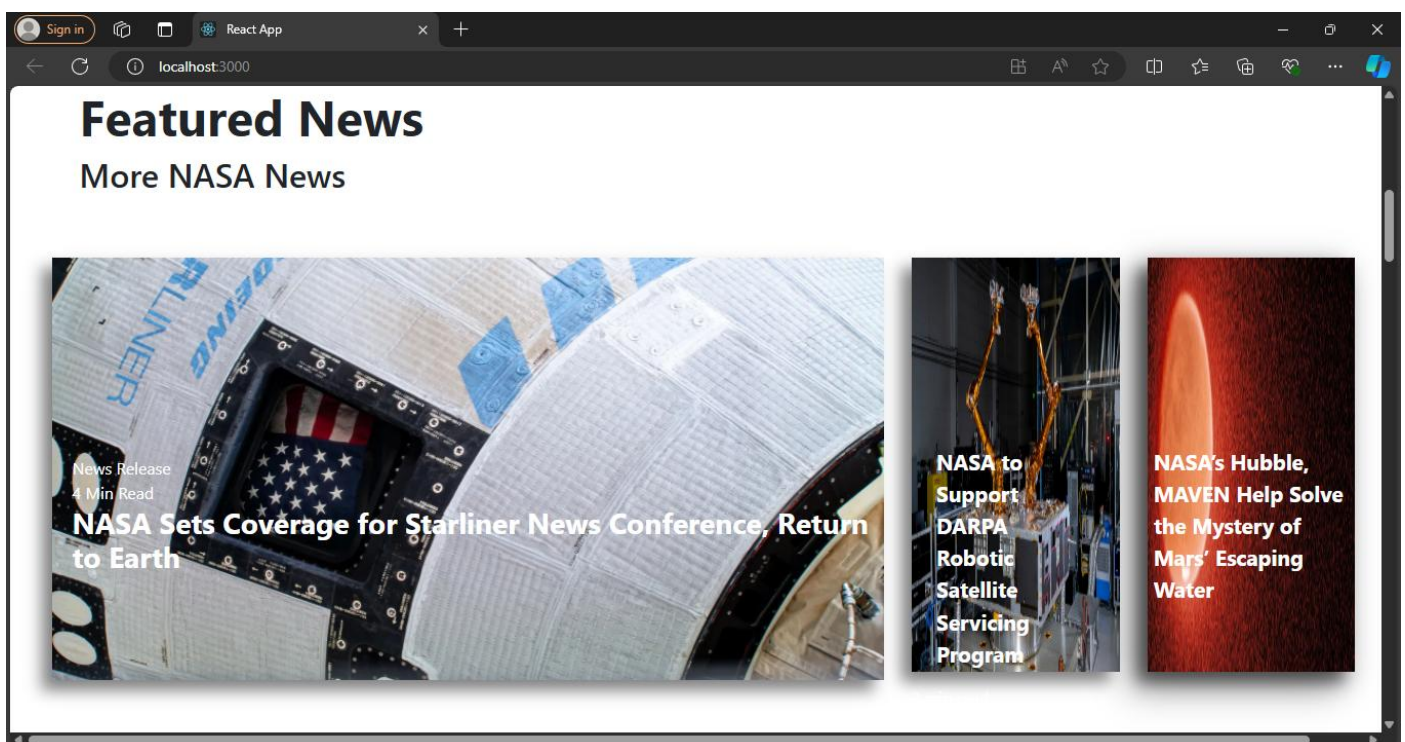 Sign in
React App
localhost:3000
Featured News
More NASA News
RLINER
BOEING
News Release
4 Min Read
NASA Sets Coverage for Starliner News Conference, Return
to Earth
NASA to
Support
DARPA
Robotic
Satellite
Servicing
Program
NASA's Hubble,
MAVEN Help Solve
the Mystery of
Mars' Escaping
Water